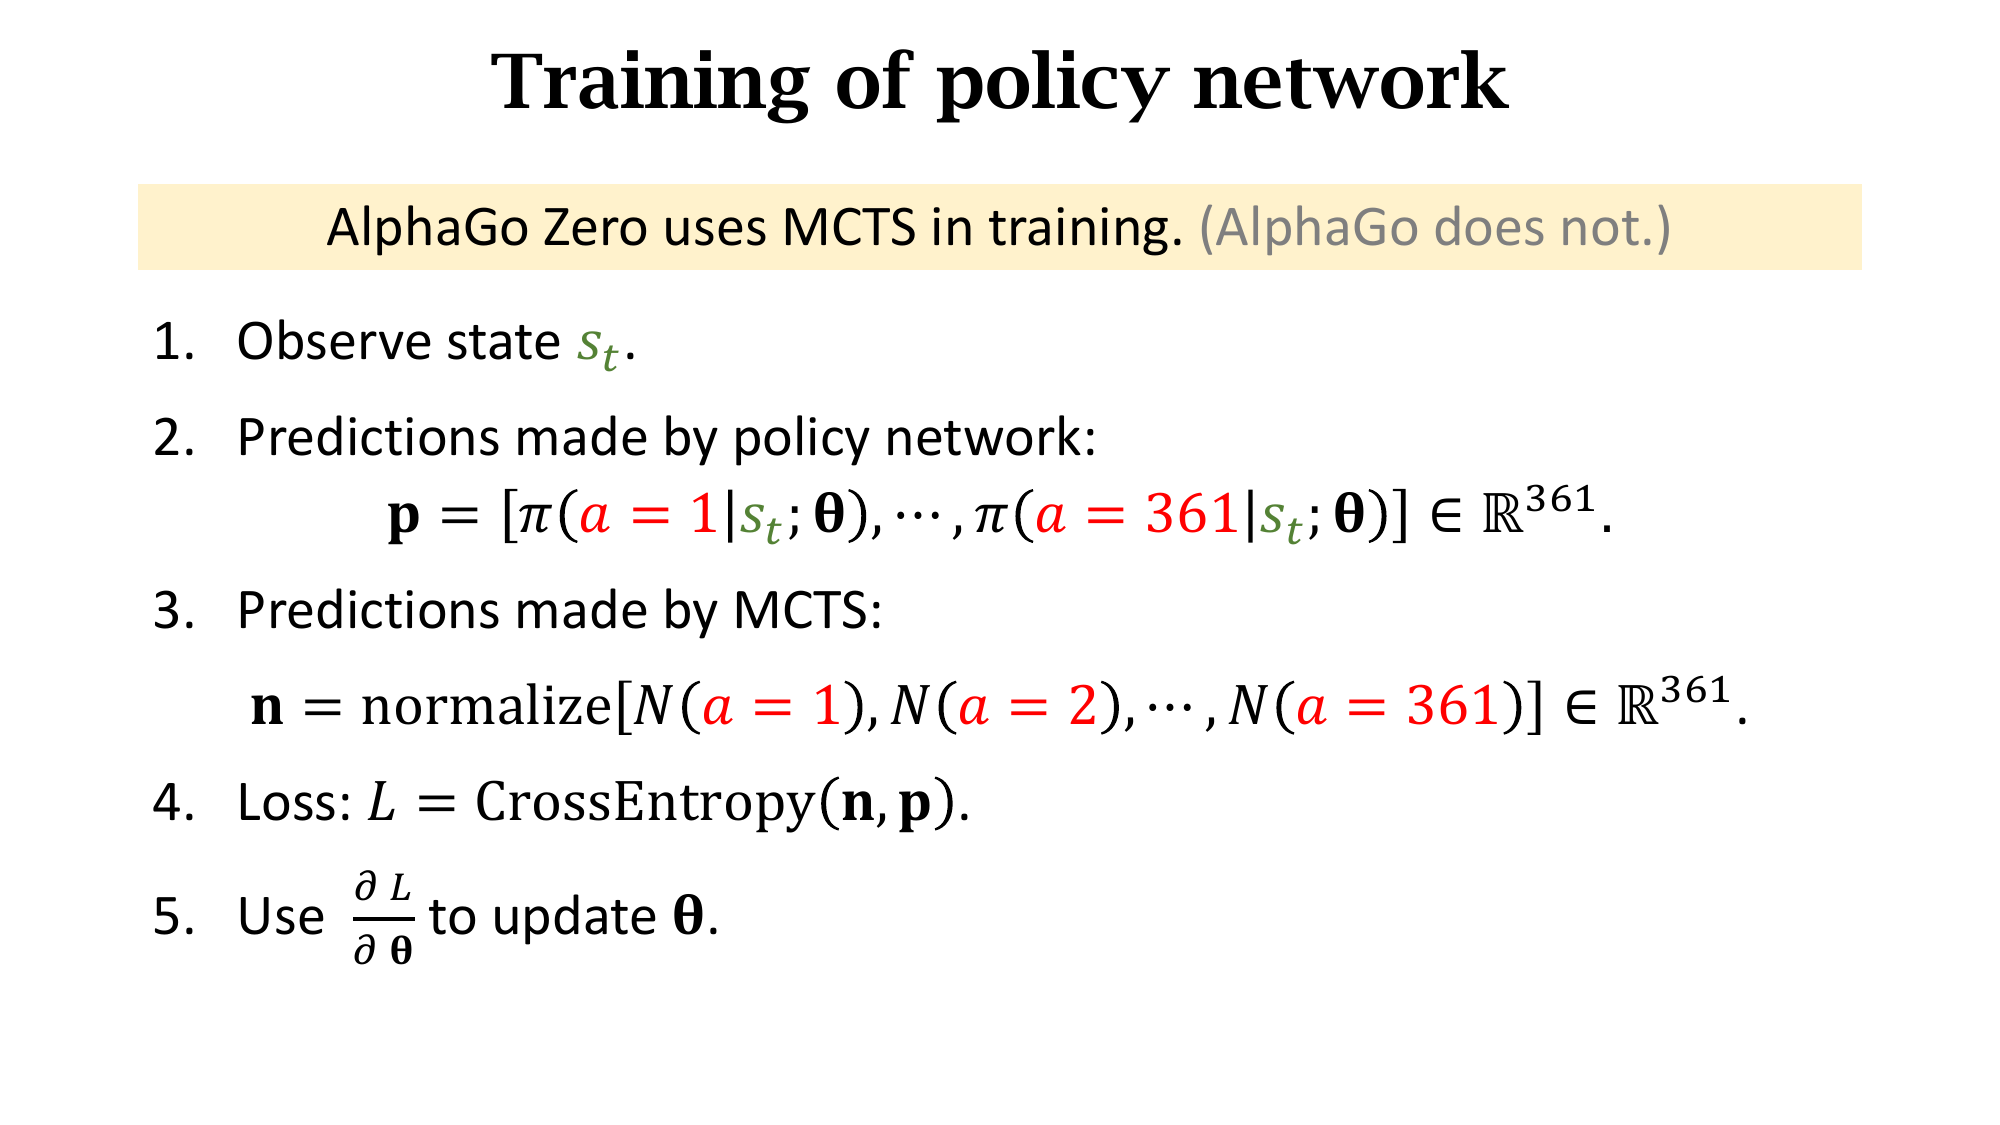 Training of policy network
AlphaGo Zero uses MCTS in training. (AlphaGo does not.)
1. Observe state $s_t$.
2. Predictions made by policy network:
$\mathbf{p} = [\pi(a = 1|s_t; \boldsymbol{\theta}), \cdots, \pi(a = 361|s_t; \boldsymbol{\theta})] \in \mathbb{R}^{361}$.
3. Predictions made by MCTS:
$\mathbf{n} = \text{normalize}[N(a = 1), N(a = 2), \cdots, N(a = 361)] \in \mathbb{R}^{361}$.
4. Loss: $L = \text{CrossEntropy}(\mathbf{n}, \mathbf{p})$.
5. Use $\frac{\partial L}{\partial \boldsymbol{\theta}}$ to update $\boldsymbol{\theta}$.